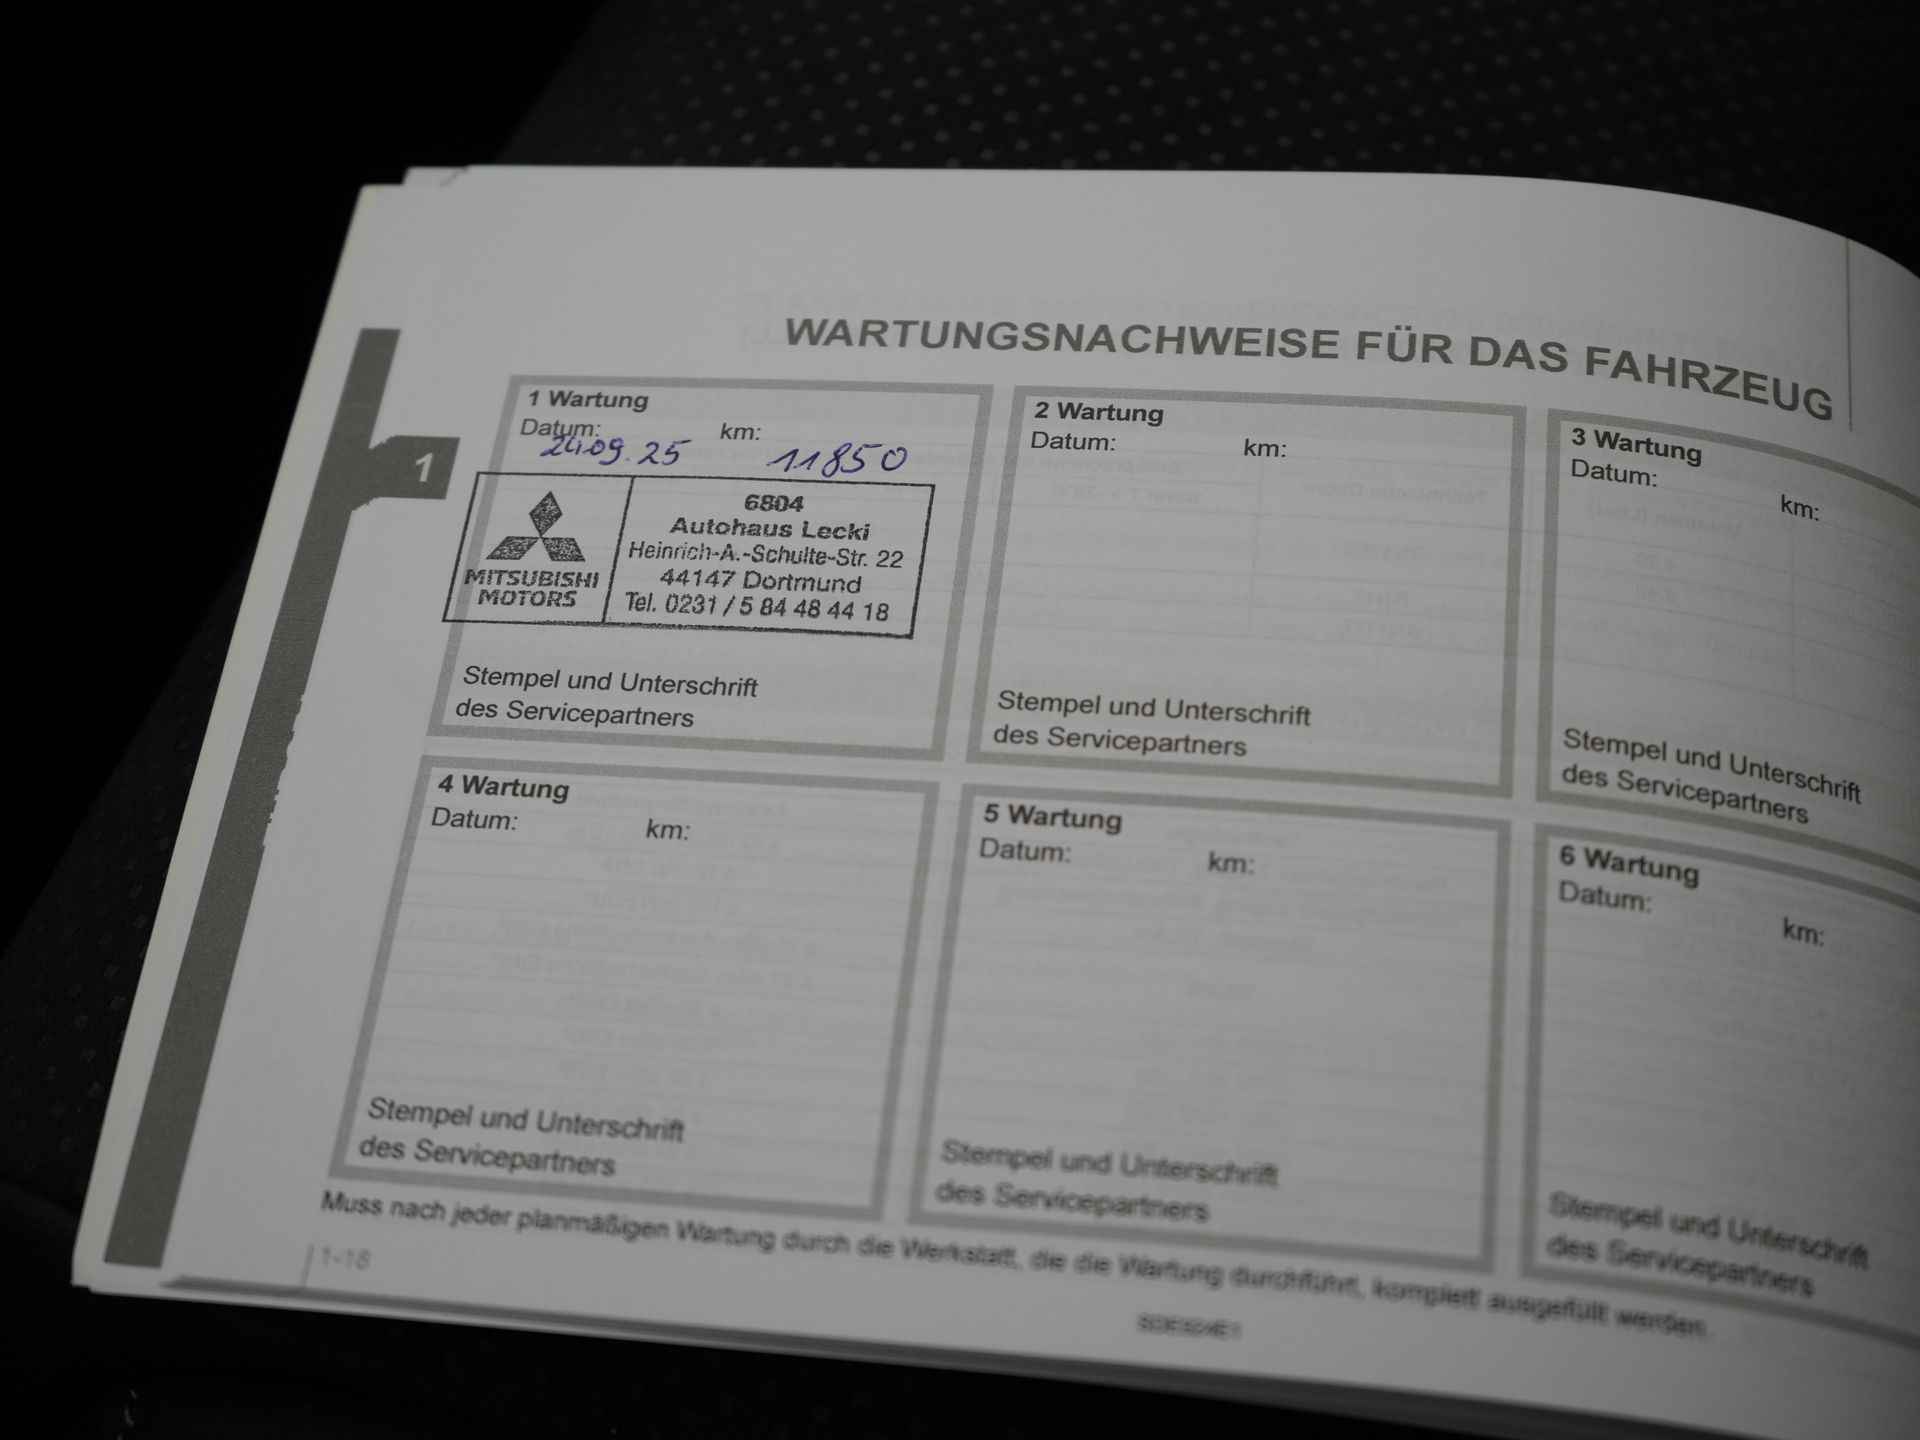 WARTUNGSNACHWEISE FÜR DAS FAHRZEUG
1
1 Wartung
Datum: km:
24.09.25 11850
MITSUBISHI
MOTORS
6804
Autohaus Lecki
Heinrich-A.-Schulte-Str. 22
44147 Dortmund
Tel. 0231 / 5 84 48 44 18
Stempel und Unterschrift
des Servicepartners
2 Wartung
Datum: km:
Stempel und Unterschrift
des Servicepartners
3 Wartung
Datum: km:
Stempel und Unterschrift
des Servicepartners
4 Wartung
Datum: km:
Stempel und Unterschrift
des Servicepartners
5 Wartung
Datum: km:
Stempel und Unterschrift
des Servicepartners
6 Wartung
Datum: km:
Stempel und Unterschrift
des Servicepartners
Muss nach jeder planmäßigen Wartung durch die Werkstatt, die die Wartung durchführt, komplett ausgefüllt werden.
1-18